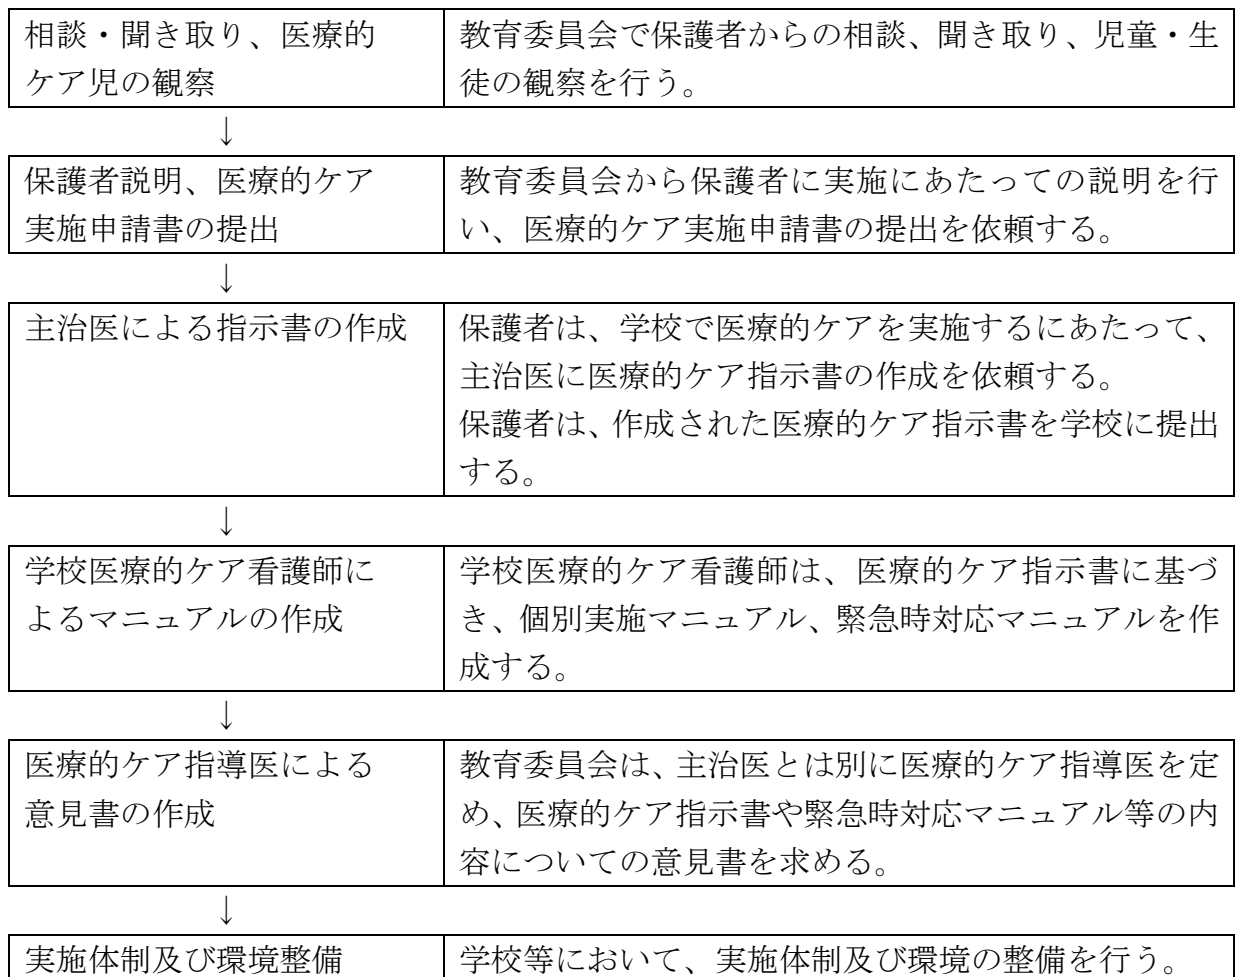 相談・聞き取り、医療的
ケア児の観察
教育委員会で保護者からの相談、聞き取り、児童・生
徒の観察を行う。
↓
保護者説明、医療的ケア
実施申請書の提出
教育委員会から保護者に実施にあたっての説明を行
い、医療的ケア実施申請書の提出を依頼する。
↓
主治医による指示書の作成
保護者は、学校で医療的ケアを実施するにあたって、
主治医に医療的ケア指示書の作成を依頼する。
保護者は、作成された医療的ケア指示書を学校に提出
する。
↓
学校医療的ケア看護師に
よるマニュアルの作成
学校医療的ケア看護師は、医療的ケア指示書に基づ
き、個別実施マニュアル、緊急時対応マニュアルを作
成する。
↓
医療的ケア指導医による
意見書の作成
教育委員会は、主治医とは別に医療的ケア指導医を定
め、医療的ケア指示書や緊急時対応マニュアル等の内
容についての意見書を求める。
↓
実施体制及び環境整備
学校等において、実施体制及び環境の整備を行う。